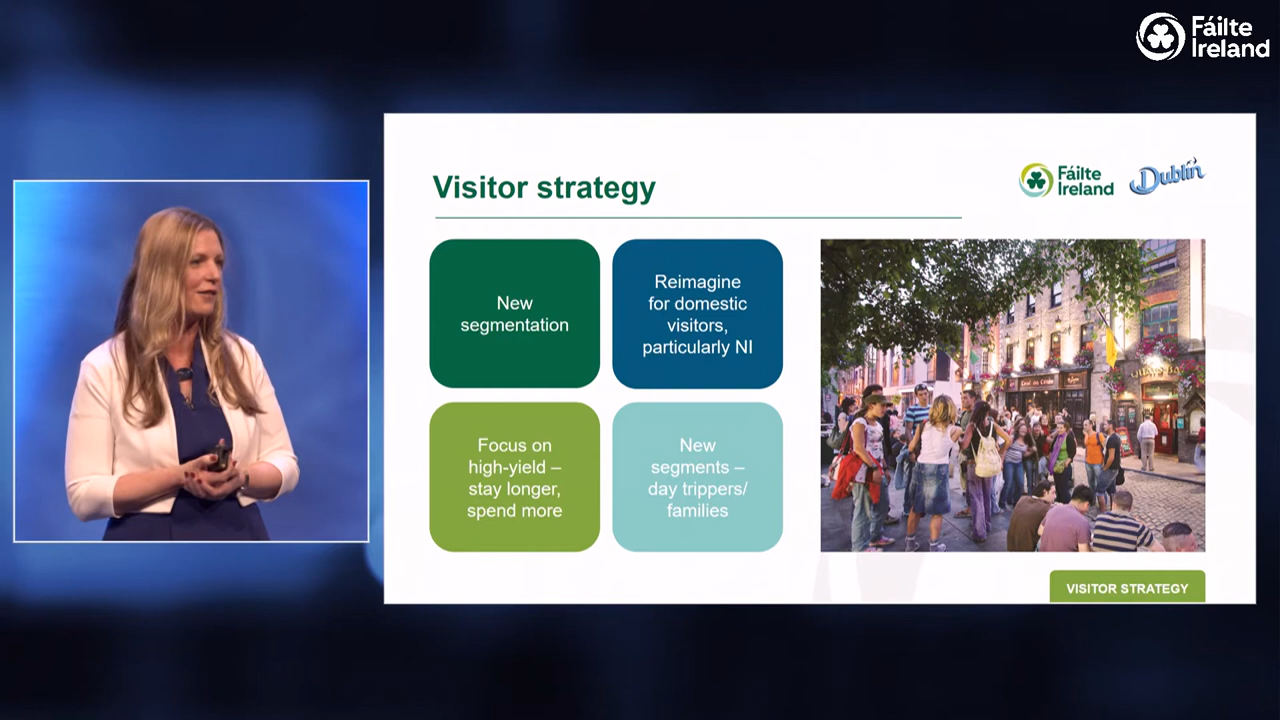 Fáilte
Ireland
Visitor strategy
Fáilte
Ireland
Dublin
New
segmentation
Reimagine
for domestic
visitors,
particularly NI
Focus on
high-yield –
stay longer,
spend more
New
segments –
day trippers/
families
VISITOR STRATEGY